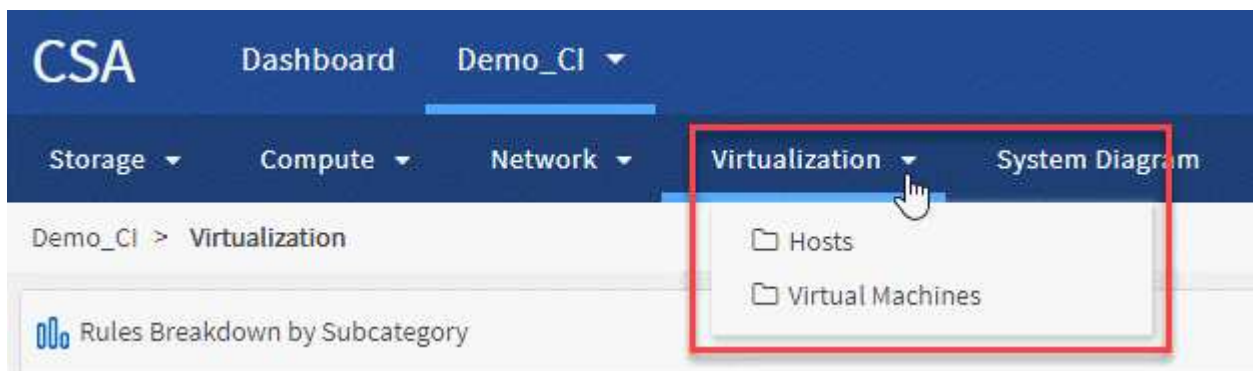 CSA Dashboard Demo_CI
Storage Compute Network Virtualization System Diagram
Demo_CI > Virtualization
Hosts
Virtual Machines
Rules Breakdown by Subcategory